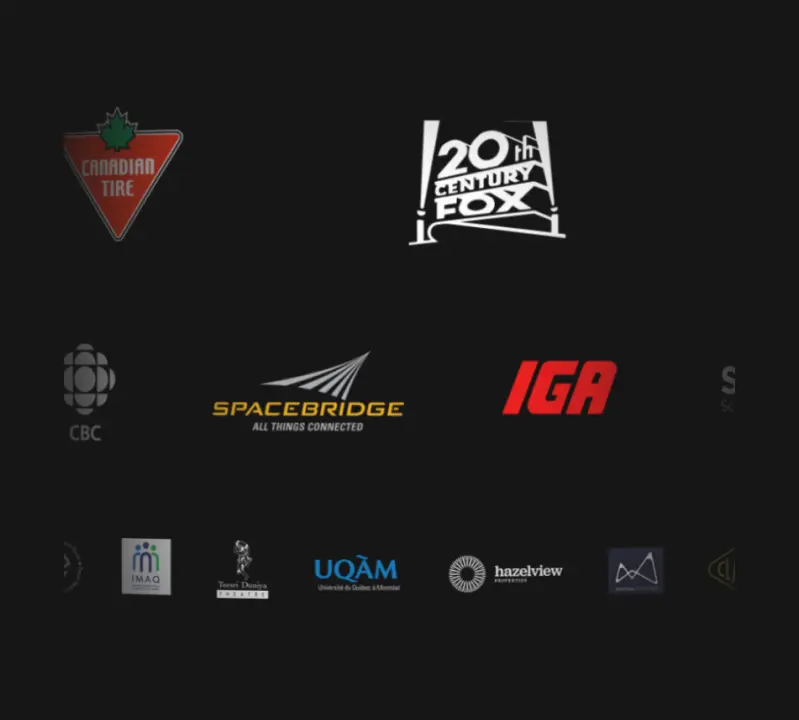 CANADIAN
TIRE
20th
CENTURY
FOX
CBC
SPACEBRIDGE
ALL THINGS CONNECTED
IGA
S
IMAQ
Teesri Duniya
THEATRE
UQÀM
Université du Québec à Montréal
hazelview
PROPERTIES